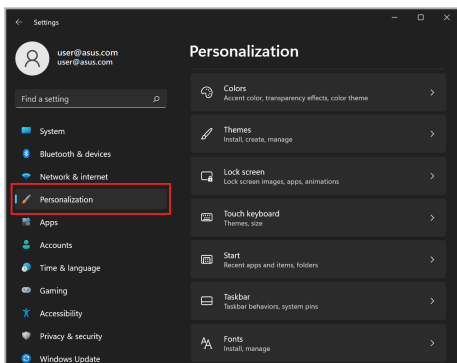 Settings
user@asus.com
user@asus.com
Find a setting
System
Bluetooth & devices
Network & internet
Personalization
Apps
Accounts
Time & language
Gaming
Accessibility
Privacy & security
Windows Update
Personalization
Colors
Accent color, transparency effects, color theme
Themes
Install, create, manage
Lock screen
Lock screen images, apps, animations
Touch keyboard
Themes, size
Start
Recent apps and items, folders
Taskbar
Taskbar behaviors, system pins
Fonts
Install, manage